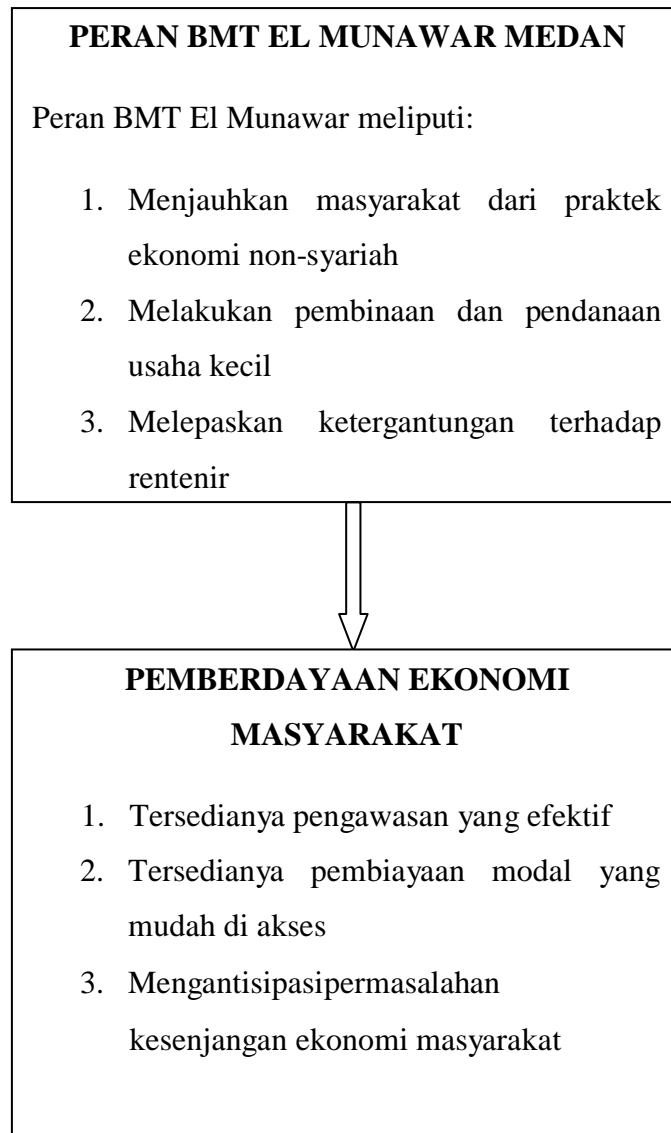 PERAN BMT EL MUNAWAR MEDAN
Peran BMT El Munawar meliputi:
1. Menjauhkan masyarakat dari praktek
ekonomi non-syariah
2. Melakukan pembinaan dan pendanaan
usaha kecil
3. Melepaskan ketergantungan terhadap
rentenir
PEMBERDAYAAN EKONOMI
MASYARAKAT
1. Tersedianya pengawasan yang efektif
2. Tersedianya pembiayaan modal yang
mudah di akses
3. Mengantisipasipermasalahan
kesenjangan ekonomi masyarakat